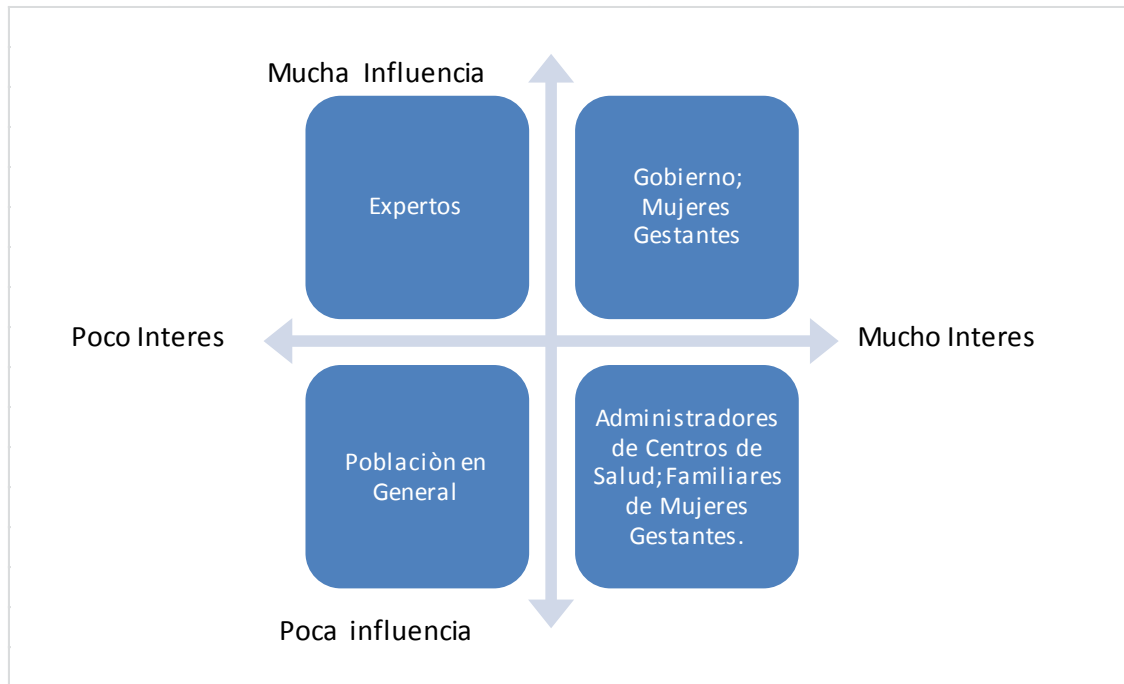 Mucha Influencia
Expertos
Gobierno;
Mujeres
Gestantes
Poco Interes
Mucho Interes
Poblaciòn en
General
Administradores
de Centros de
Salud; Familiares
de Mujeres
Gestantes.
Poca influencia